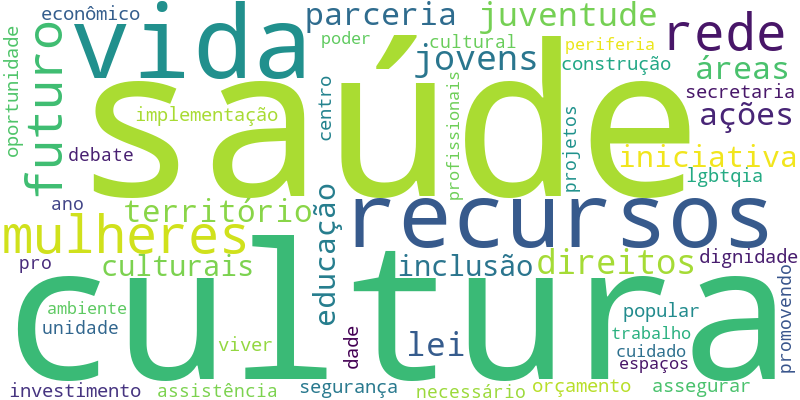 econômico
vida
parceria
juventude
rede
oportunidade
futuro
poder
cultural
periferia
jovens
construção
áreas
saúde
centro
profissionais
secretaria
implementação
projetos
ações
debate
iniciativa
lgbtqia
ano
território
educação
recursos
mulheres
pro
culturais
inclusão
direitos
dignidade
cultura
ambiente
unidade
viver
dade
lei
popular
trabalho
cuidado
espaços
promovendo
investimento
assistência
segurança
necessário
orçamento
assegurar